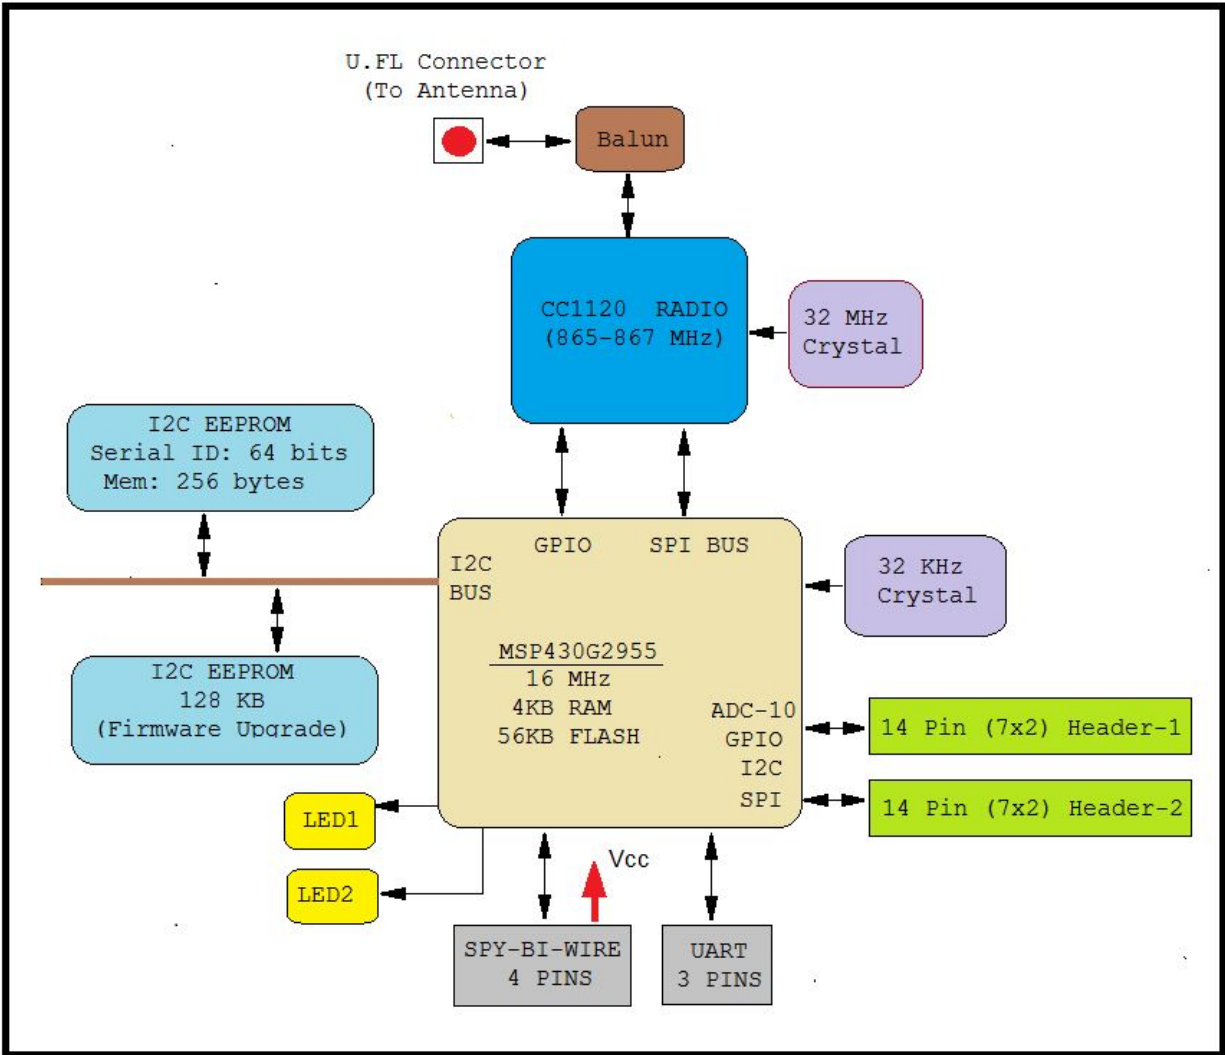 U.FL Connector
(To Antenna)
Balun
CC1120 RADIO
(865-867 MHz)
32 MHz
Crystal
I2C EEPROM
Serial ID: 64 bits
Mem: 256 bytes
GPIO
SPI BUS
I2C
BUS
32 KHz
Crystal
MSP430G2955
16 MHz
4KB RAM
56KB FLASH
I2C EEPROM
128 KB
(Firmware Upgrade)
ADC-10
GPIO
I2C
SPI
14 Pin (7x2) Header-1
14 Pin (7x2) Header-2
LED1
LED2
Vcc
SPY-BI-WIRE
4 PINS
UART
3 PINS